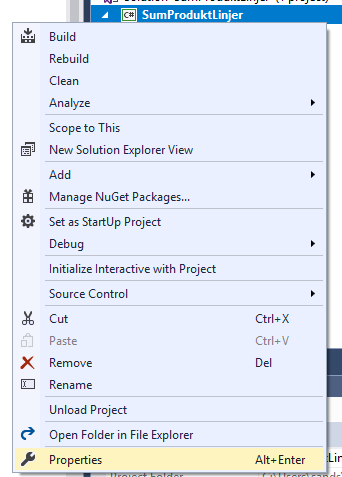 C# SumProduktLinjer
Build
Rebuild
Clean
Analyze
Scope to This
New Solution Explorer View
Add
Manage NuGet Packages...
Set as StartUp Project
Debug
Initialize Interactive with Project
Source Control
Cut Ctrl+X
Paste Ctrl+V
Remove Del
Rename
Unload Project
Open Folder in File Explorer
Properties Alt+Enter